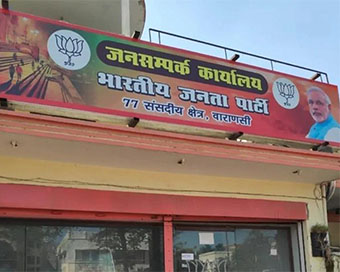 जनसम्पर्क कार्यालय
भारतीय जनता पार्टी
77 संसदीय क्षेत्र, वाराणसी